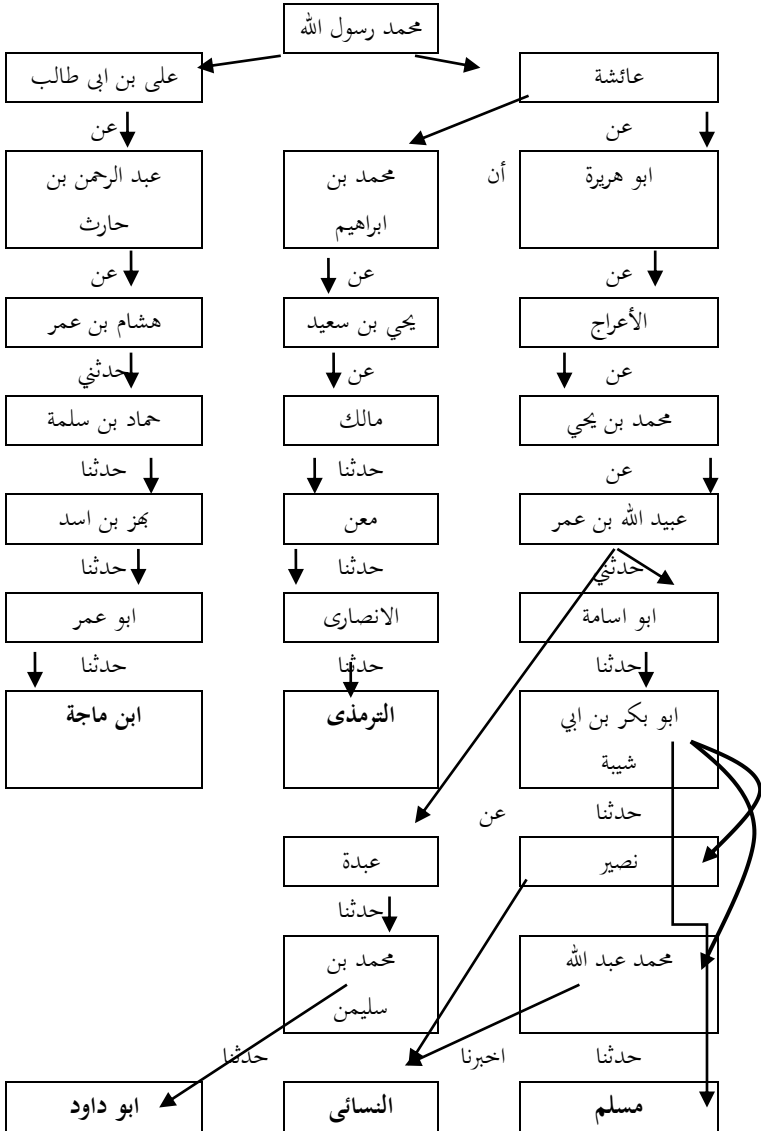 محمد رسول الله
عائشة
على بن ابى طالب
عن
عن
ابو هريرة
أن
محمد بن
ابراهيم
عبد الرحمن بن
حارث
عن
عن
عن
الأعراج
يحي بن سعيد
هشام بن عمر
عن
عن
حدثني
محمد بن يحي
مالك
حماد بن سلمة
عن
حدثنا
حدثنا
عبيد الله بن عمر
معن
بهز بن اسد
حدثني
حدثنا
حدثنا
ابو اسامة
الانصارى
ابو عمر
حدثنا
حدثنا
حدثنا
ابو بكر بن ابي
شيبة
الترمذى
ابن ماجة
حدثنا
عن
نصير
عبدة
حدثنا
محمد عبد الله
محمد بن
سليمن
حدثنا
اخبرنا
حدثنا
مسلم
النسائى
ابو داود